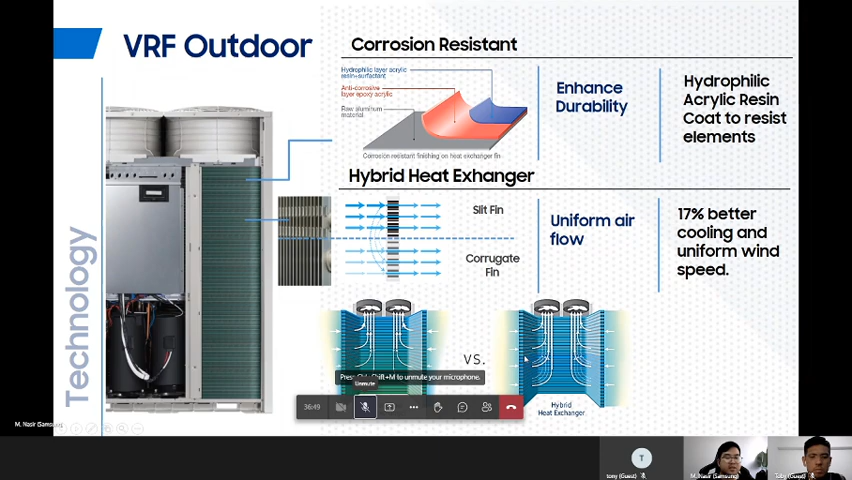 VRF Outdoor
Technology
Corrosion Resistant
Hydrophilic layer acrylic
resin+surfactant
Anti-corrosive
layer epoxy acrylic
Raw aluminum
material
Corrosion resistant finishing on heat exchanger fin
Enhance
Durability
Hydrophilic
Acrylic Resin
Coat to resist
elements
Hybrid Heat Exhanger
Slit Fin
Corrugate
Fin
Uniform air
flow
17% better
cooling and
uniform wind
speed.
vs.
Shift+M to unmute your microphone.
Unmute
36:49
Hybrid
Heat Exchanger
M. Nasir (Samsung)
T
tony (Guest)
M. Nasir (Samsung)
Toby (Guest)